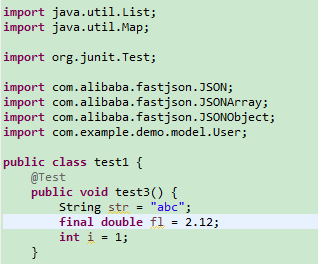 import java.util.List;
import java.util.Map;
import org.junit.Test;
import com.alibaba.fastjson.JSON;
import com.alibaba.fastjson.JSONArray;
import com.alibaba.fastjson.JSONObject;
import com.example.demo.model.User;
public class test1 {
@Test
public void test3() {
String str = "abc";
final double fl = 2.12;
int i = 1;
}